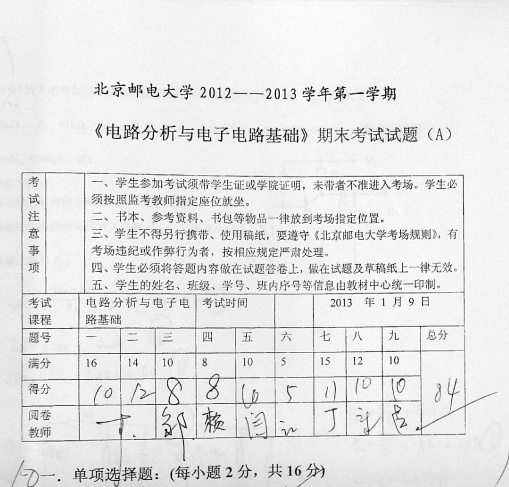 北京邮电大学 2012——2013 学年第一学期
《电路分析与电子电路基础》期末考试试题（A）
考试注意事项
一、学生参加考试须带学生证或学院证明，未带者不准进入考场。学生必
须按照监考教师指定座位就坐。
二、书本、参考资料、书包等物品一律放到考场指定位置。
三、学生不得另行携带、使用稿纸，要遵守《北京邮电大学考场规则》，有
考场违纪或作弊行为者，按相应规定严肃处理。
四、学生必须将答题内容做在试题答卷上，做在试题及草稿纸上一律无效。
五、学生的姓名、班级、学号、班内序号等信息由教材中心统一印制。
考试 电路分析与电子电 考试时间 2013 年 1 月 9 日
课程 路基础
题号 一 二 三 四 五 六 七 八 九 总分
满分 16 14 10 8 10 5 15 12 10
得分 10 12 8 8 10 5 11 10 10 84
阅卷 丁 邹 赖 闫 丁
教师
10 一．单项选择题：(每小题 2 分，共 16 分)